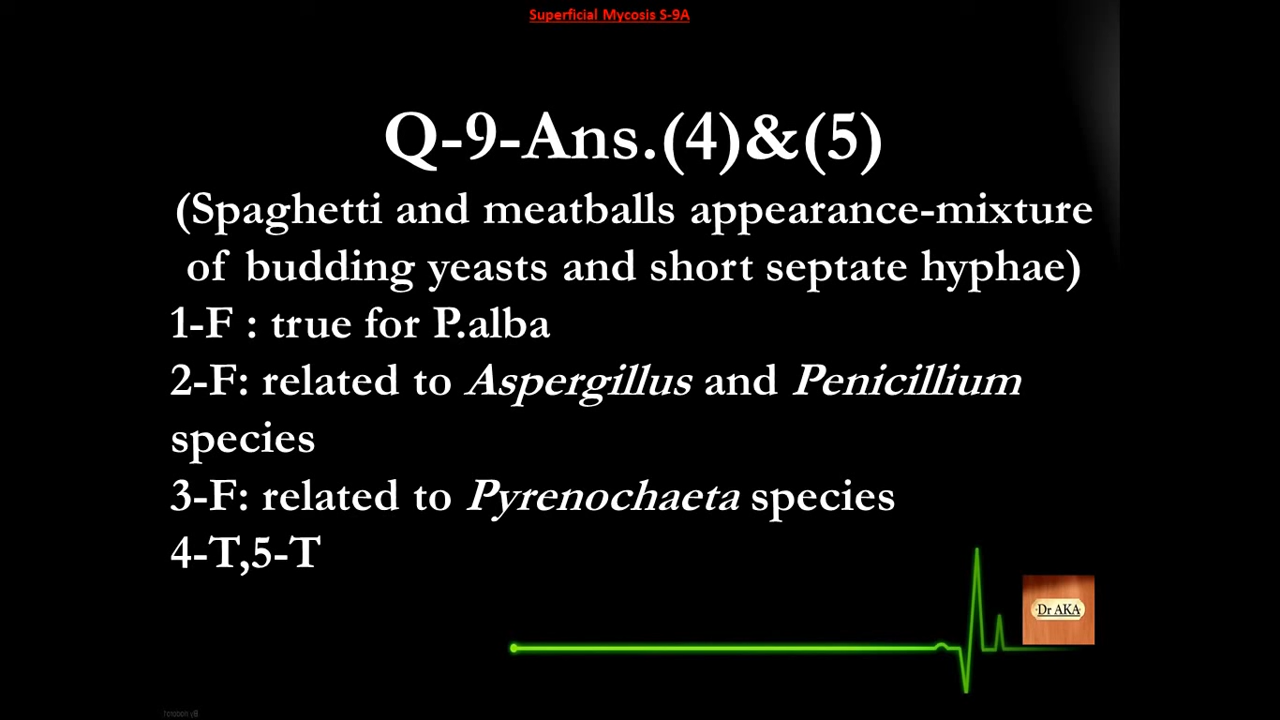 Superficial Mycosis S-9A
Q-9-Ans.(4)&(5)
(Spaghetti and meatballs appearance-mixture
of budding yeasts and short septate hyphae)
1-F : true for P.alba
2-F: related to Aspergillus and Penicillium
species
3-F: related to Pyrenochaeta species
4-T,5-T
Dr AKA